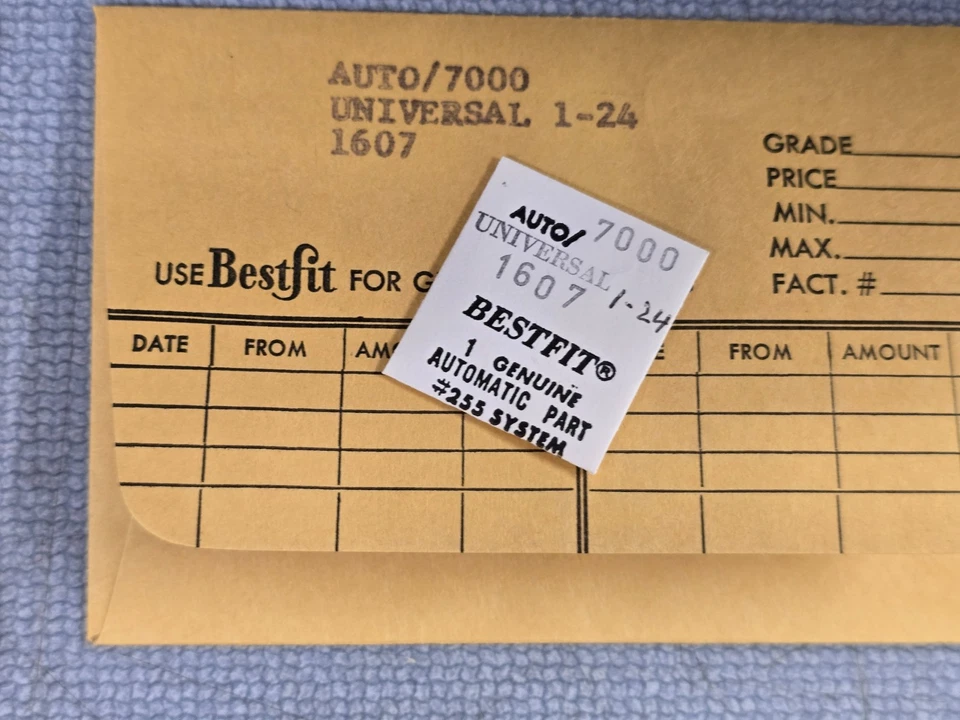 AUTO/7000
UNIVERSAL 1-24
1607
GRADE
PRICE
MIN.
MAX.
FACT. #
USE Bestfit FOR
DATE FROM
FROM AMOUNT
AUTO/ 7000
UNIVERSAL
1607 1-24
BESTFIT®
1 GENUINE
AUTOMATIC PART
#255 SYSTEM